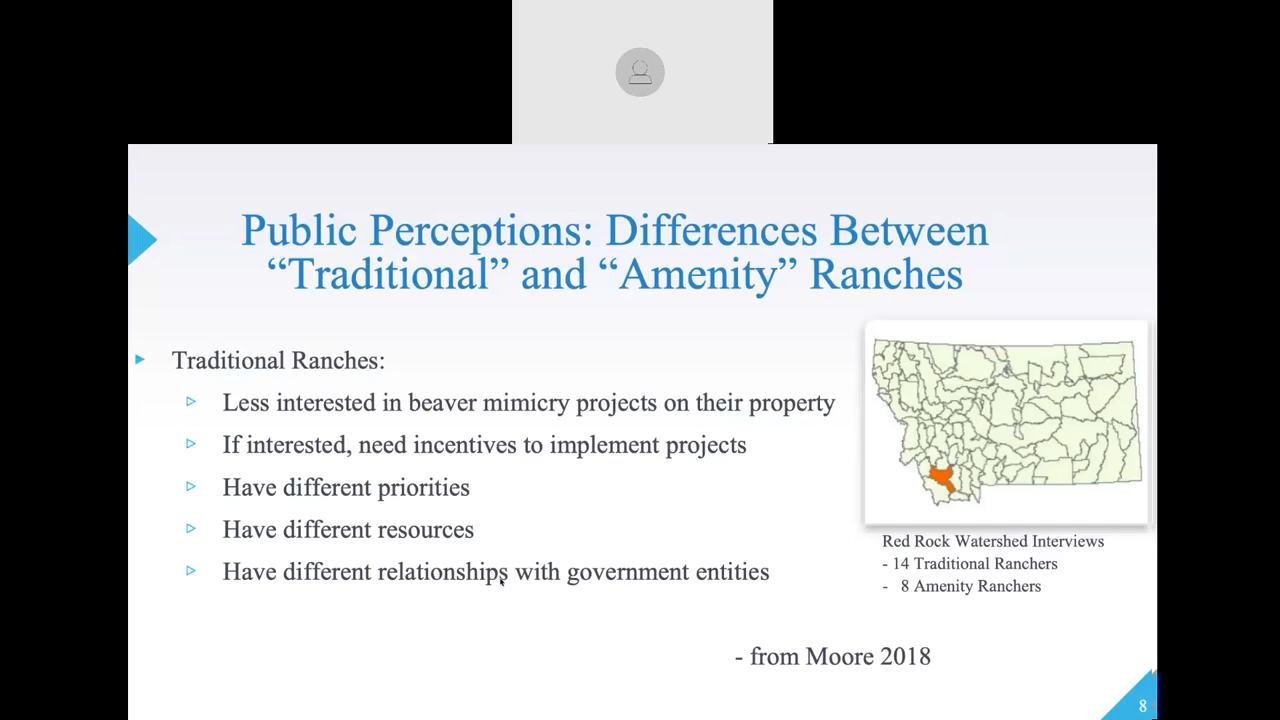 Public Perceptions: Differences Between
“Traditional” and “Amenity” Ranches
Traditional Ranches:
Less interested in beaver mimicry projects on their property
If interested, need incentives to implement projects
Have different priorities
Have different resources
Have different relationships with government entities
Red Rock Watershed Interviews
- 14 Traditional Ranchers
- 8 Amenity Ranchers
- from Moore 2018
8